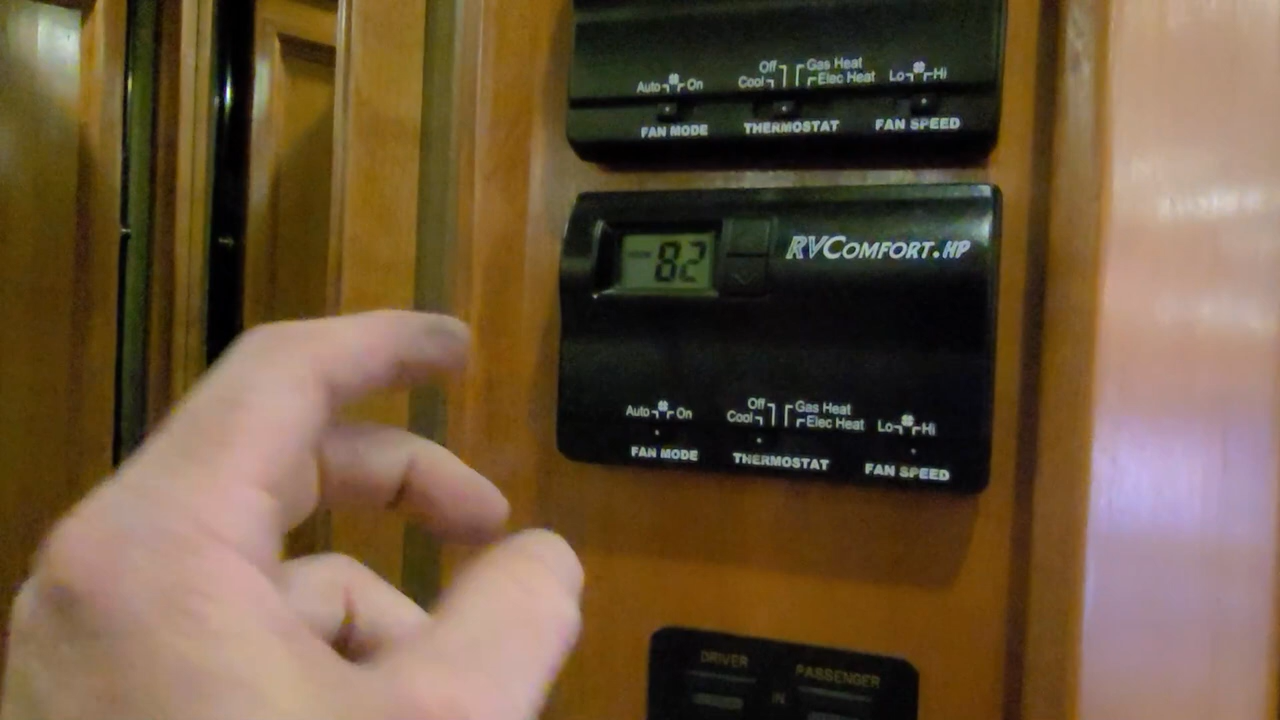 Off Gas Heat
Auto On Cool Elec Heat Lo Hi
FAN MODE THERMOSTAT FAN SPEED
82 RVCOMFORT.HP
Off Gas Heat
Auto On Cool Elec Heat Lo Hi
FAN MODE THERMOSTAT FAN SPEED
DRIVER PASSENGER
IN